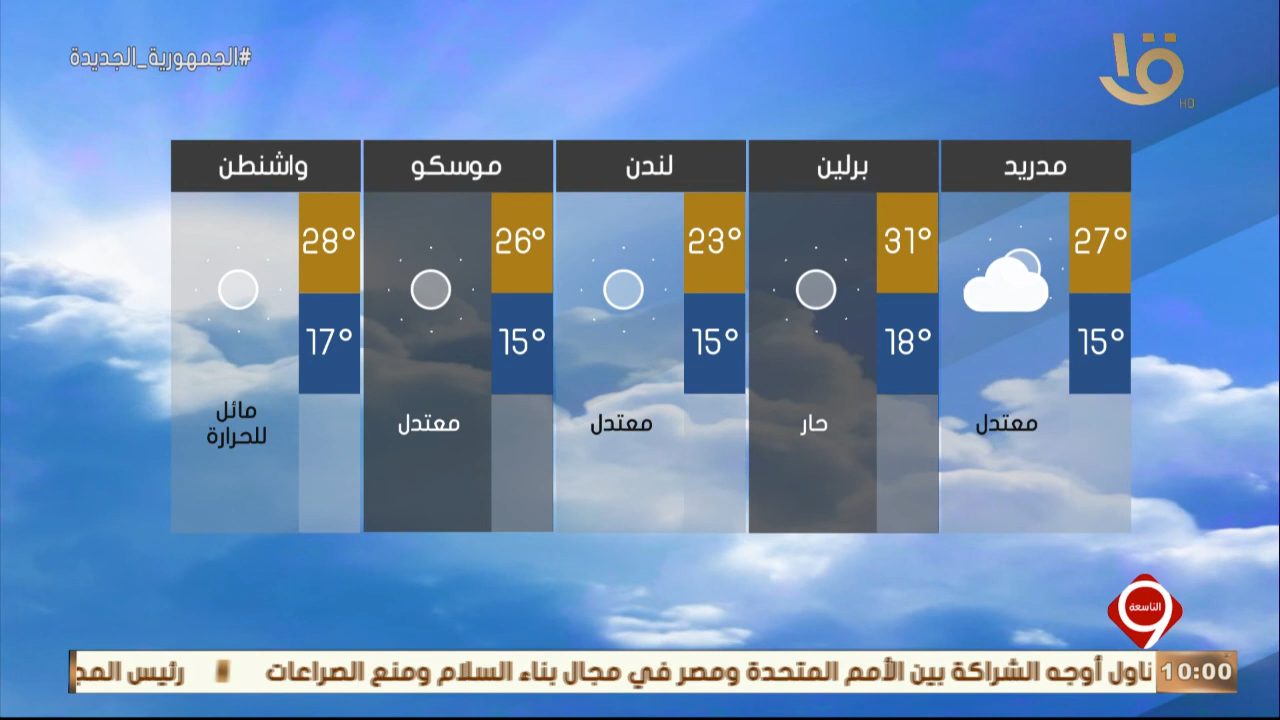 #الجمهورية_الجديدة
HD
مدريد
27°
15°
معتدل
برلين
31°
18°
حار
لندن
23°
15°
معتدل
موسكو
26°
15°
معتدل
واشنطن
28°
17°
مائل
للحرارة
التاسعة
9
10:00
ناول أوجه الشراكة بين الأمم المتحدة ومصر في مجال بناء السلام ومنع الصراعات
رئيس المج